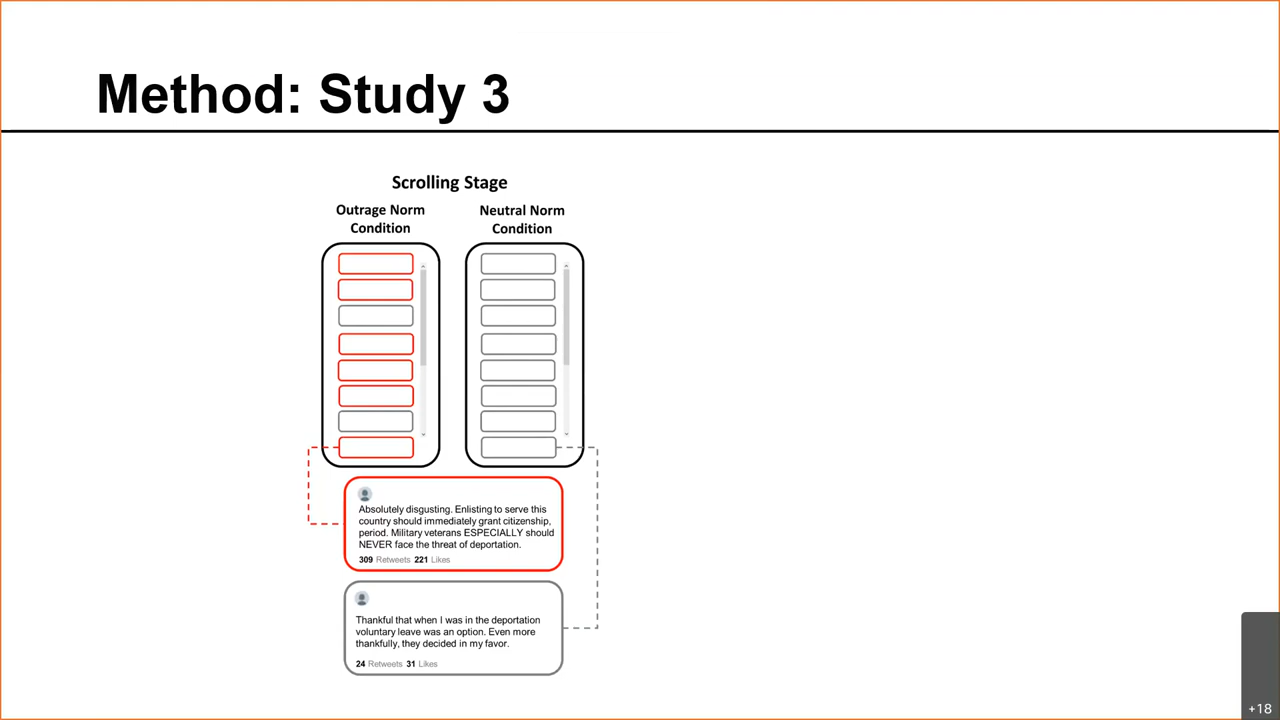 Method: Study 3
Scrolling Stage
Outrage Norm
Condition
Neutral Norm
Condition
Absolutely disgusting. Enlisting to serve this
country should immediately grant citizenship,
period. Military veterans ESPECIALLY should
NEVER face the threat of deportation.
309 Retweets 221 Likes
Thankful that when I was in the deportation
voluntary leave was an option. Even more
thankfully, they decided in my favor.
24 Retweets 31 Likes
+18